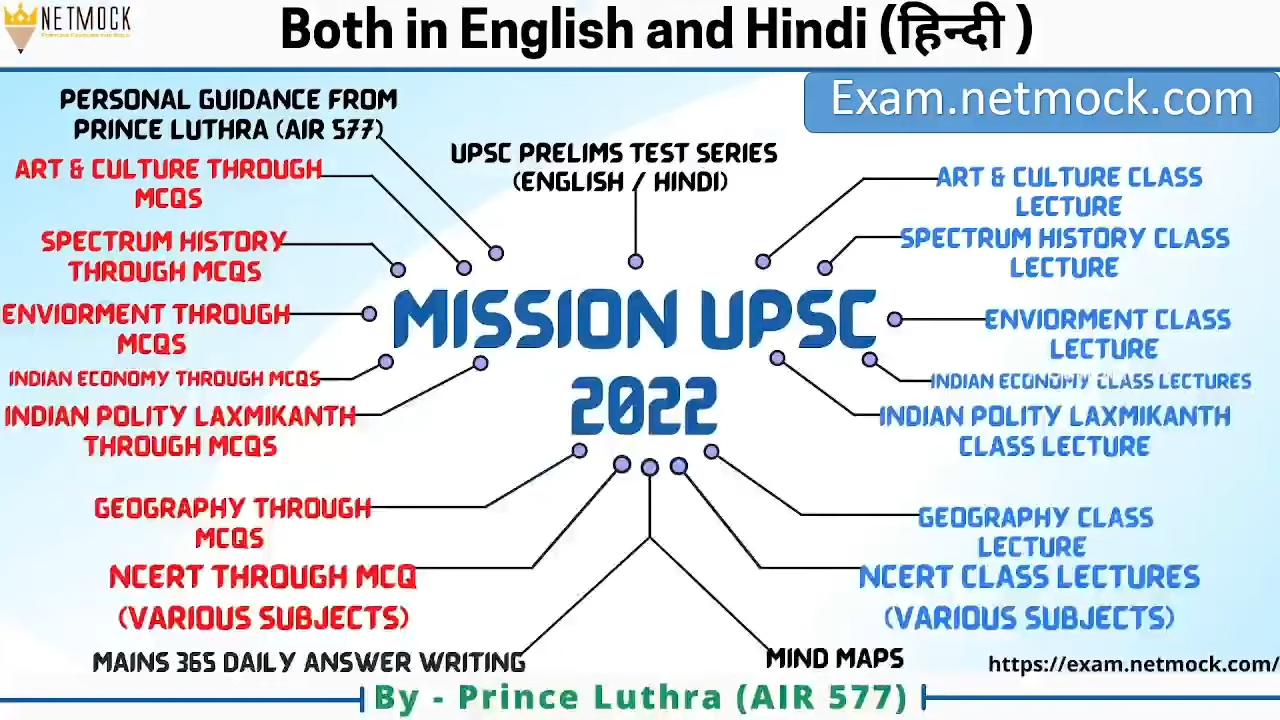 NETMOCK
Both in English and Hindi (हिन्दी )
Exam.netmock.com
PERSONAL GUIDANCE FROM
PRINCE LUTHRA (AIR 577)
ART & CULTURE THROUGH
MCQS
SPECTRUM HISTORY
THROUGH MCQS
ENVIORMENT THROUGH
MCQS
INDIAN ECONOMY THROUGH MCQS
INDIAN POLITY LAXMIKANTH
THROUGH MCQS
GEOGRAPHY THROUGH
MCQS
NCERT THROUGH MCQ
(VARIOUS SUBJECTS)
MAINS 365 DAILY ANSWER WRITING
UPSC PRELIMS TEST SERIES
(ENGLISH / HINDI)
MISSION UPSC
2022
ART & CULTURE CLASS
LECTURE
SPECTRUM HISTORY CLASS
LECTURE
ENVIORMENT CLASS
LECTURE
INDIAN ECONOMY CLASS LECTURES
INDIAN POLITY LAXMIKANTH
CLASS LECTURE
GEOGRAPHY CLASS
LECTURE
NCERT CLASS LECTURES
(VARIOUS SUBJECTS)
MIND MAPS
https://exam.netmock.com/
By - Prince Luthra (AIR 577)